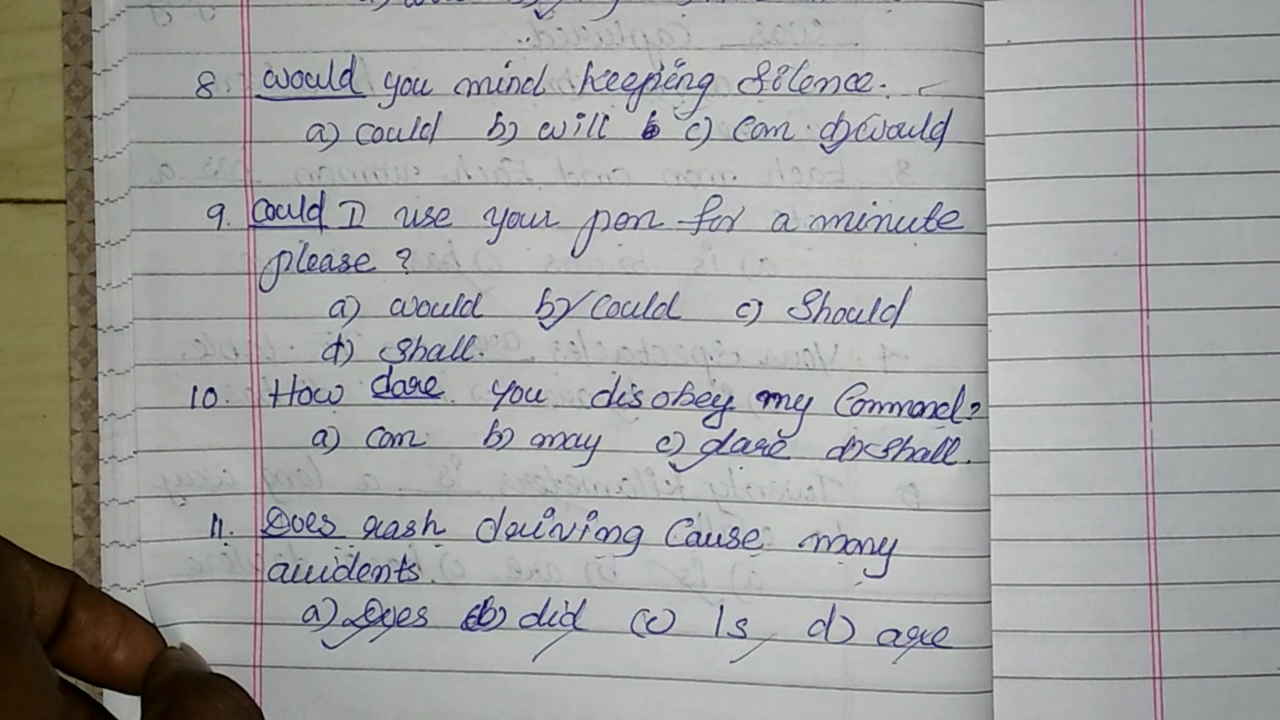 8. would you mind keeping silence.
a) could b) will c) can d) would
9. Could I use your pen for a minute
please ?
a) would b) Could c) Should
d) shall.
10. How dare you disobey my Command?
a) can b) may c) dare d) shall.
11. Does rash driving Cause many
accidents.
a) Does b) did (c) Is d) are